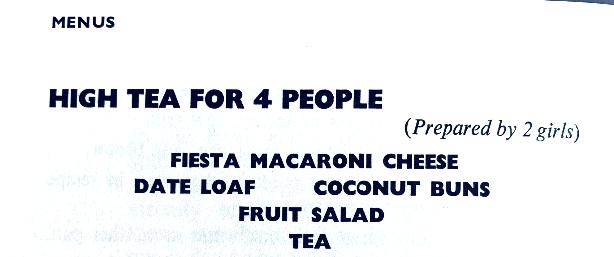 MENUS
HIGH TEA FOR 4 PEOPLE
(Prepared by 2 girls)
FIESTA MACARONI CHEESE
DATE LOAF COCONUT BUNS
FRUIT SALAD
TEA